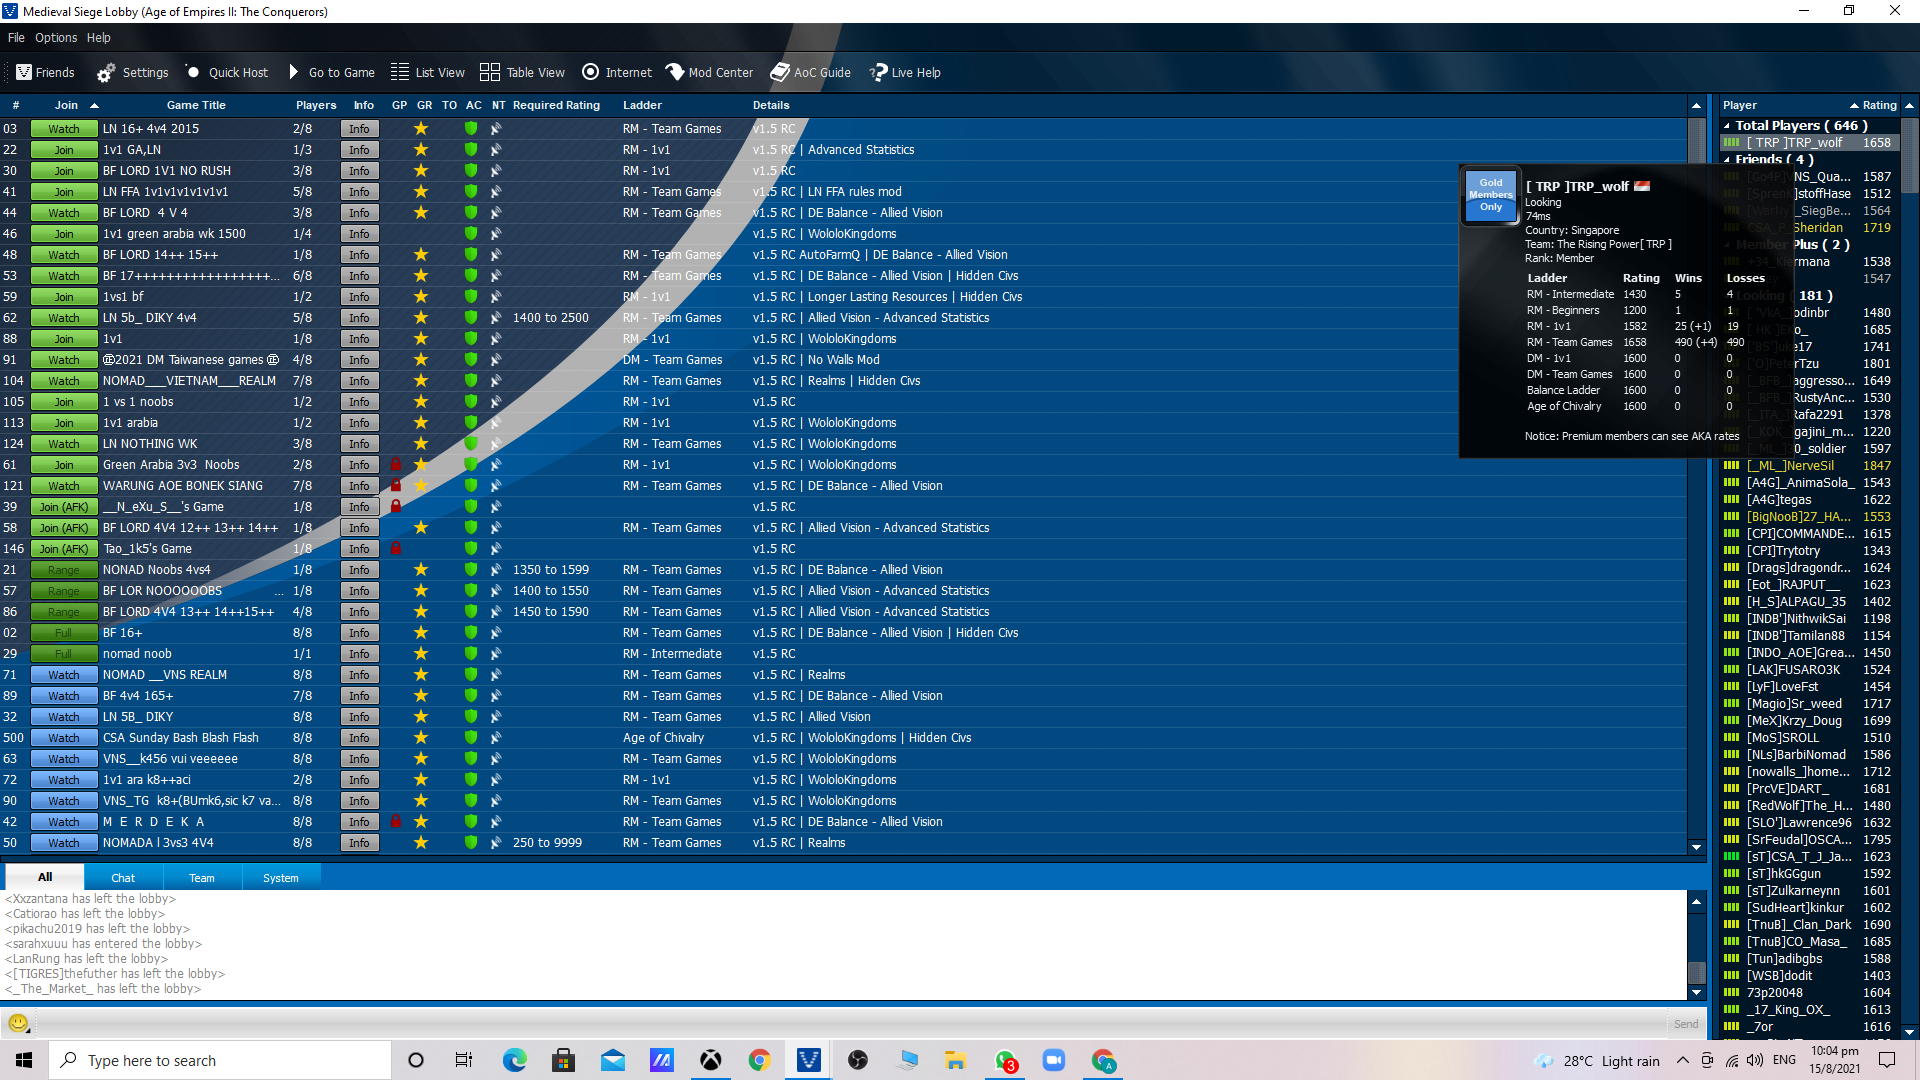 Medieval Siege Lobby (Age of Empires II: The Conquerors)
File Options Help
Friends Settings Quick Host Go to Game List View Table View Internet Mod Center AoC Guide Live Help
# Join Game Title Players Info GP GR TO AC NT Required Rating Ladder Details
03 Watch LN 16+ 4v4 2015 2/8 Info RM - Team Games v1.5 RC
22 Join 1v1 GA,LN 1/3 Info RM - 1v1 v1.5 RC | Advanced Statistics
30 Join BF LORD 1V1 NO RUSH 3/8 Info RM - 1v1 v1.5 RC
41 Join LN FFA 1v1v1v1v1v1v1 5/8 Info RM - Team Games v1.5 RC | LN FFA rules mod
44 Watch BF LORD 4 V 4 3/8 Info RM - Team Games v1.5 RC | DE Balance - Allied Vision
46 Join 1v1 green arabia wk 1500 1/4 Info v1.5 RC | WololoKingdoms
48 Join BF LORD 14++ 15++ 1/8 Info RM - Team Games v1.5 RC AutoFarmQ | DE Balance - Allied Vision
53 Watch BF 17+++++++++++++++++... 6/8 Info RM - Team Games v1.5 RC | DE Balance - Allied Vision | Hidden Civs
59 Join 1vs1 bf 1/2 Info RM - 1v1 v1.5 RC | Longer Lasting Resources | Hidden Civs
62 Join LN 5b_ DIKY 4v4 5/8 Info 1400 to 2500 RM - Team Games v1.5 RC | Allied Vision - Advanced Statistics
88 Join 1v1 1/8 Info RM - 1v1 v1.5 RC | WololoKingdoms
91 Watch 2021 DM Taiwanese games 4/8 Info DM - Team Games v1.5 RC | No Walls Mod
104 Watch NOMAD___VIETNAM___REALM 7/8 Info RM - Team Games v1.5 RC | Realms | Hidden Civs
105 Join 1 vs 1 noobs 1/2 Info RM - 1v1 v1.5 RC
113 Join 1v1 arabia 1/2 Info RM - 1v1 v1.5 RC | WololoKingdoms
124 Watch LN NOTHING WK 3/8 Info RM - Team Games v1.5 RC | WololoKingdoms
61 Join Green Arabia 3v3 Noobs 2/8 Info RM - 1v1 v1.5 RC | WololoKingdoms
121 Watch WARUNG AOE BONEK SIANG 7/8 Info RM - Team Games v1.5 RC | DE Balance - Allied Vision
39 Join (AFK) __N_eXu_S__'s Game 1/8 Info v1.5 RC
58 Join (AFK) BF LORD 4V4 12++ 13++ 14++ 1/8 Info RM - Team Games v1.5 RC | Allied Vision - Advanced Statistics
146 Join (AFK) Tao_1k5's Game 1/8 Info v1.5 RC
21 Range NONAD Noobs 4vs4 1/8 Info 1350 to 1599 RM - Team Games v1.5 RC | DE Balance - Allied Vision
57 Range BF LOR NOOOOOOBS ... 1/8 Info 1400 to 1550 RM - Team Games v1.5 RC | Allied Vision - Advanced Statistics
86 Range BF LORD 4V4 13++ 14++15++ 4/8 Info 1450 to 1590 RM - Team Games v1.5 RC | Allied Vision - Advanced Statistics
02 Full BF 16+ 8/8 Info RM - Team Games v1.5 RC | DE Balance - Allied Vision | Hidden Civs
29 Full nomad noob 1/1 Info RM - Intermediate v1.5 RC
71 Watch NOMAD __VNS REALM 8/8 Info RM - Team Games v1.5 RC | Realms
89 Watch BF 4v4 165+ 7/8 Info RM - Team Games v1.5 RC | DE Balance - Allied Vision
32 Watch LN 5B_ DIKY 8/8 Info RM - Team Games v1.5 RC | Allied Vision
500 Watch CSA Sunday Bash Blash Flash 8/8 Info Age of Chivalry v1.5 RC | WololoKingdoms | Hidden Civs
63 Watch VNS__k456 vui veeeeee 8/8 Info RM - Team Games v1.5 RC | WololoKingdoms
72 Watch 1v1 ara k8++aci 2/8 Info RM - 1v1 v1.5 RC | WololoKingdoms
90 Watch VNS_TG k8+(BUmk6,sic k7 va... 8/8 Info RM - Team Games v1.5 RC | WololoKingdoms
42 Watch M E R D E K A 8/8 Info RM - Team Games v1.5 RC | DE Balance - Allied Vision
50 Watch NOMADA l 3vs3 4V4 8/8 Info 250 to 9999 RM - Team Games v1.5 RC | Realms
All Chat Team System
<Xxzantana has left the lobby>
<Catiorao has left the lobby>
<pikachu2019 has left the lobby>
<sarahxuuu has entered the lobby>
<LanRung has left the lobby>
<[TIGRES]thefuther has left the lobby>
<_The_Market_ has left the lobby>
Send
Gold Members Only
[ TRP ]TRP_wolf
Looking
74ms
Country: Singapore
Team: The Rising Power[ TRP ]
Rank: Member
Ladder Rating Wins Losses
RM - Intermediate 1430 5 4
RM - Beginners 1200 1 1
RM - 1v1 1582 25 (+1) 19
RM - Team Games 1658 490 (+4) 490
DM - 1v1 1600 0 0
DM - Team Games 1600 0 0
Balance Ladder 1600 0 0
Age of Chivalry 1600 0 0
Notice: Premium members can see AKA rates
Player Rating
Total Players ( 646 )
[ TRP ]TRP_wolf 1658
Friends ( 4 )
[Go4P]VNS_Qua... 1587
[SprenK]stoffHase 1512
_SiegBe... 1564
CSA_P_Sheridan 1719
Member Plus ( 2 )
+34_Kiermana 1538
1547
Looking ( 181 )
odinbr 1480
1685
uke17 1741
['O]PeterTzu 1801
[_BFB_]aggresso... 1649
[_BFB_]RustyAnc... 1530
[_ITA_]Rafa2291 1378
[_KOK_]gajini_m... 1220
[_ML_]30_soldier 1597
[_ML_]NerveSil 1847
[A4G]_AnimaSola_ 1543
[A4G]tegas 1622
[BigNooB]27_HA... 1553
[CPI]COMMANDE... 1615
[CPI]Trytotry 1343
[Drags]dragondr... 1624
[Eot_]RAJPUT__ 1623
[H_S]ALPAGU_35 1402
[INDB']NithwikSai 1198
[INDB']Tamilan88 1154
[INDO_AOE]Grea... 1450
[LAK]FUSARO3K 1524
[LyF]LoveFst 1454
[Magio]Sr_weed 1717
[MeX]Krzy_Doug 1699
[MoS]SROLL 1510
[NLs]BarbiNomad 1586
[nowalls_]home... 1712
[PrcVE]DART_ 1681
[RedWolf]The_H... 1480
[SLO']Lawrence96 1632
[SrFeudal]OSCA... 1795
[sT]CSA_T_J_Ja... 1623
[sT]hkGGgun 1592
[sT]Zulkarneynn 1601
[SudHeart]kinkur 1602
[TnuB]_Clan_Dark 1690
[TnuB]CO_Masa_ 1685
[Tun]adibgbs 1588
[WSB]dodit 1403
73p20048 1604
_17_King_OX_ 1613
_7or 1616
Type here to search
3
A
28°C Light rain ENG 10:04 pm
15/8/2021